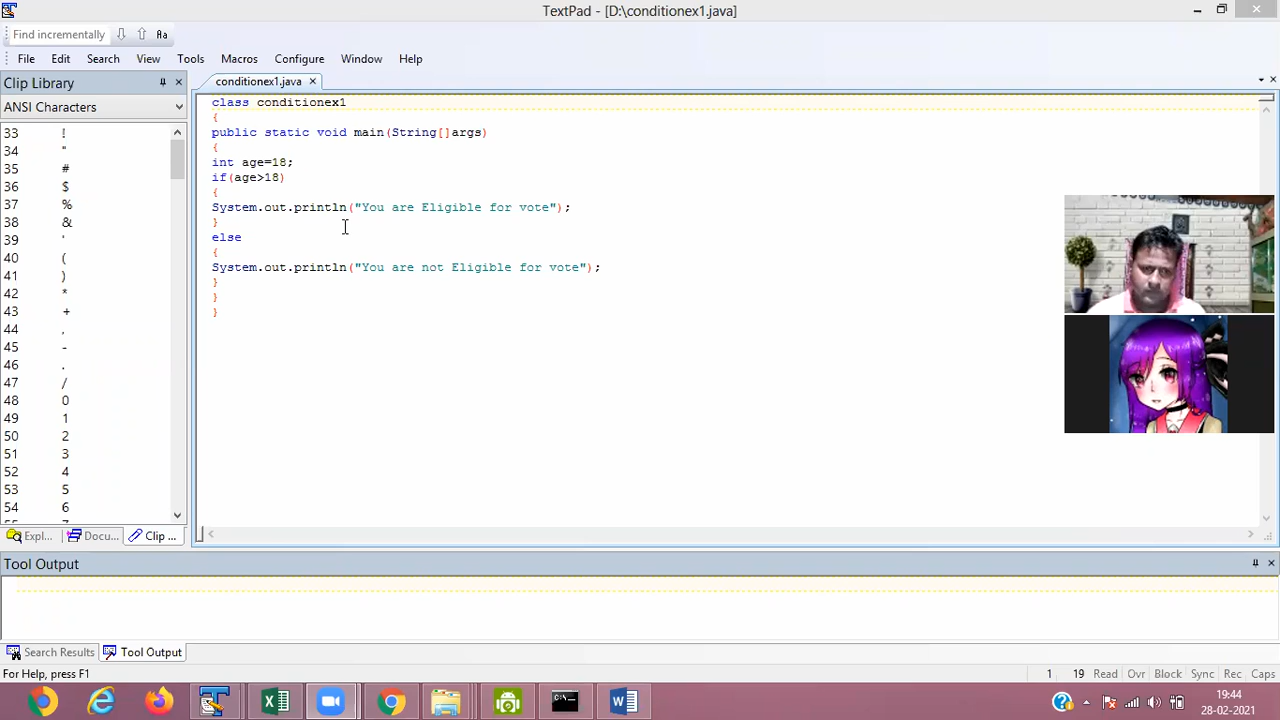 TextPad - [D:\conditionex1.java]
Find incrementally
Aa
File Edit Search View Tools Macros Configure Window Help
Clip Library
conditionex1.java
ANSI Characters
class conditionex1
{
public static void main(String[]args)
{
int age=18;
if(age>18)
{
System.out.println("You are Eligible for vote");
}
else
{
System.out.println("You are not Eligible for vote");
}
}
}
33 !
34 "
35 #
36 $
37 %
38 &
39 '
40 (
41 )
42 *
43 +
44 ,
45 -
46 .
47 /
48 0
49 1
50 2
51 3
52 4
53 5
54 6
Expl... Docu... Clip ...
Tool Output
Search Results Tool Output
For Help, press F1
1 19 Read Ovr Block Sync Rec Caps
19:44
28-02-2021